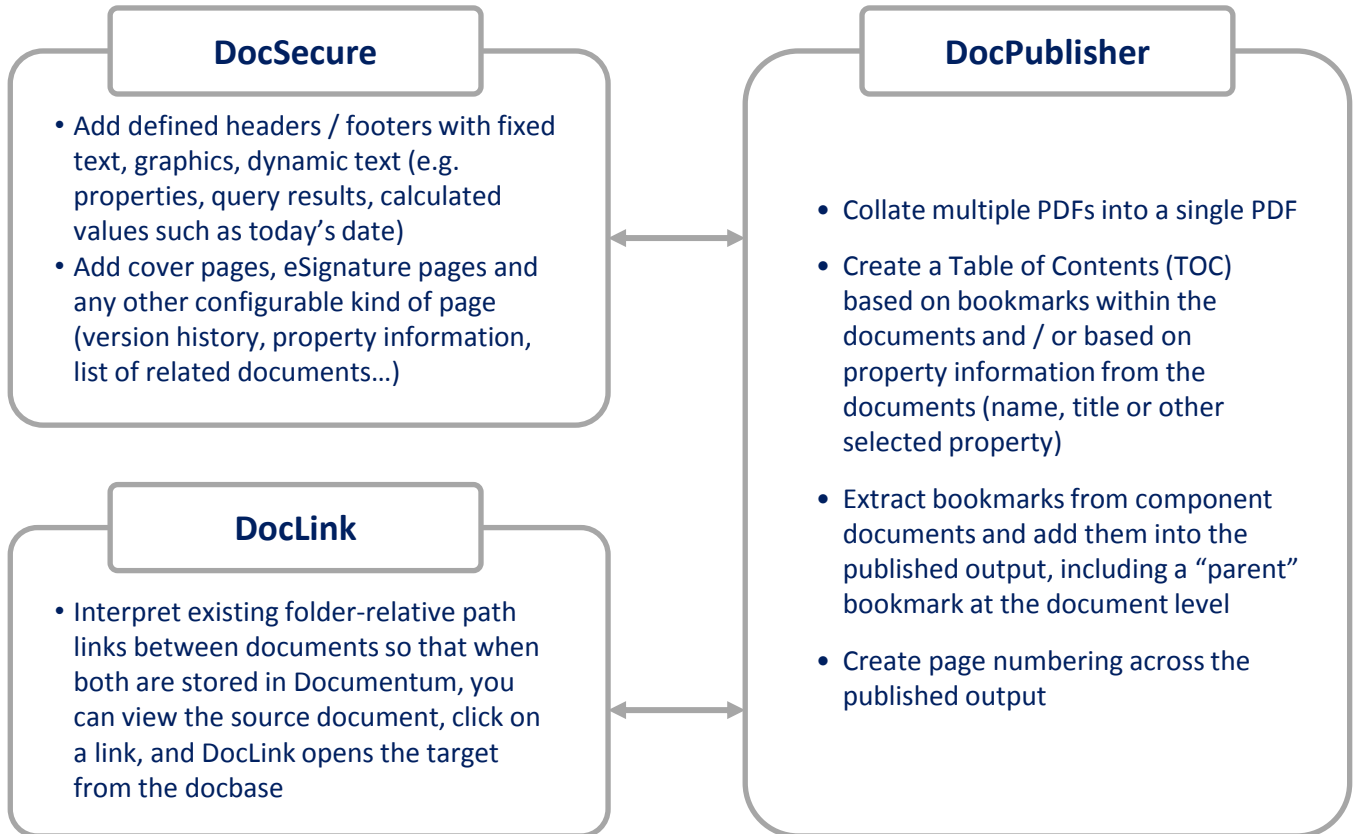 DocSecure
• Add defined headers / footers with fixed
text, graphics, dynamic text (e.g.
properties, query results, calculated
values such as today’s date)
• Add cover pages, eSignature pages and
any other configurable kind of page
(version history, property information,
list of related documents…)
DocLink
• Interpret existing folder-relative path
links between documents so that when
both are stored in Documentum, you
can view the source document, click on
a link, and DocLink opens the target
from the docbase
DocPublisher
• Collate multiple PDFs into a single PDF
• Create a Table of Contents (TOC)
based on bookmarks within the
documents and / or based on
property information from the
documents (name, title or other
selected property)
• Extract bookmarks from component
documents and add them into the
published output, including a “parent”
bookmark at the document level
• Create page numbering across the
published output